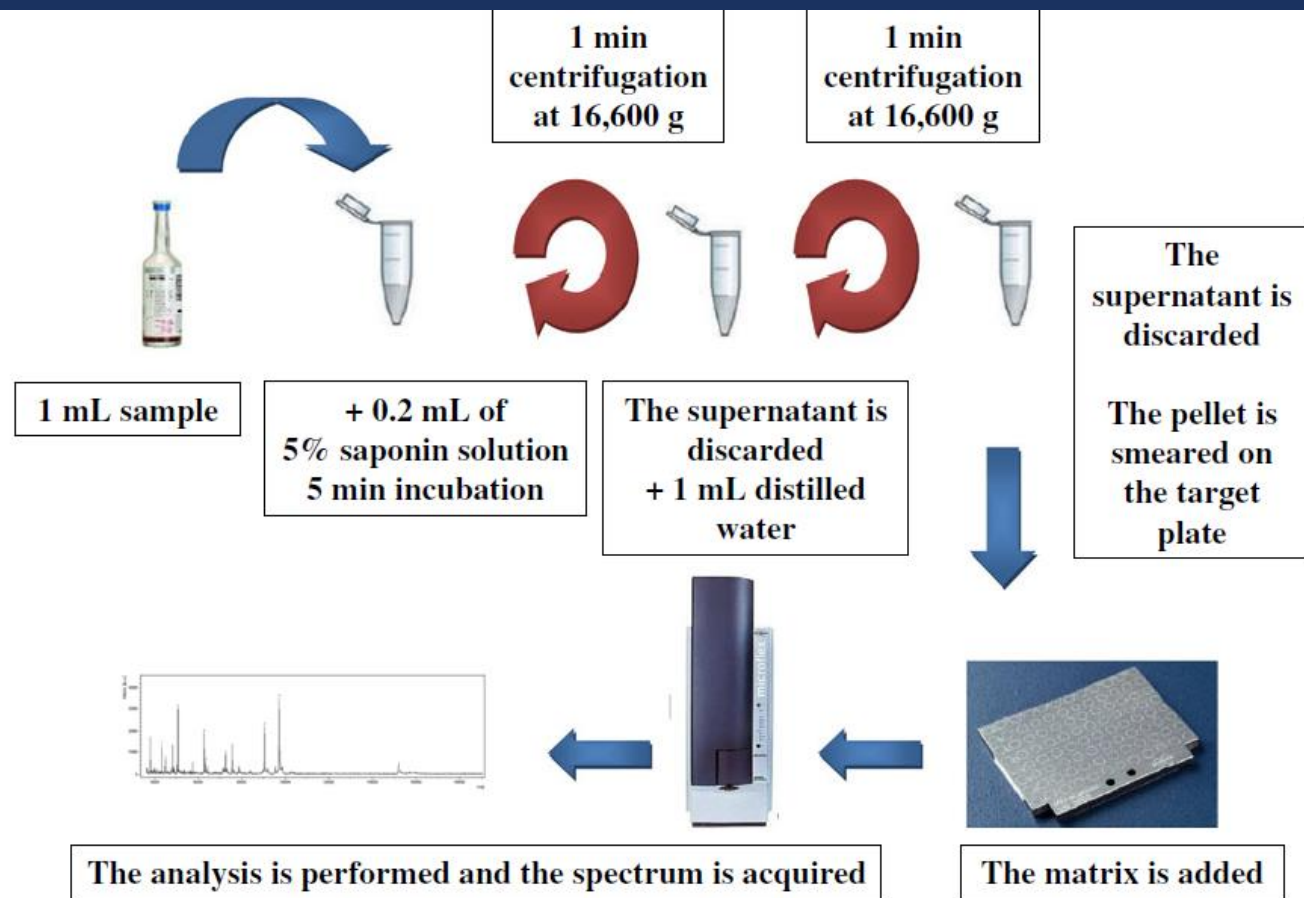 1 min
centrifugation
at 16,600 g
1 min
centrifugation
at 16,600 g
1 mL sample
+ 0.2 mL of
5% saponin solution
5 min incubation
The supernatant is
discarded
+ 1 mL distilled
water
The
supernatant is
discarded
The pellet is
smeared on
the target
plate
microflex
The analysis is performed and the spectrum is acquired
The matrix is added